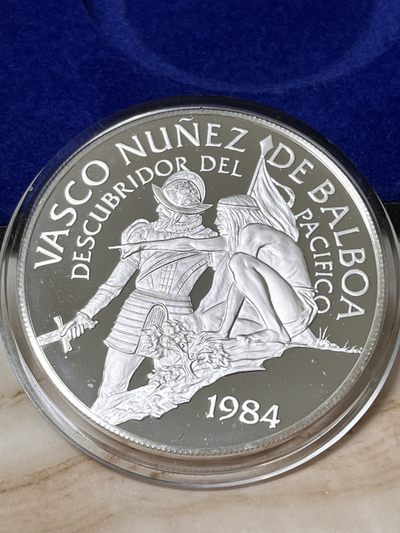 VASCO NUÑEZ DE BALBOA
DESCUBRIDOR DEL PACIFICO
1984